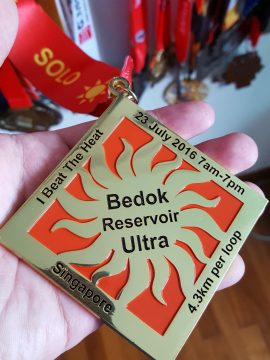 SOLO
I Beat The Heat
23 July 2016 7am-7pm
Bedok
Reservoir
Ultra
4.3km per loop
Singapore